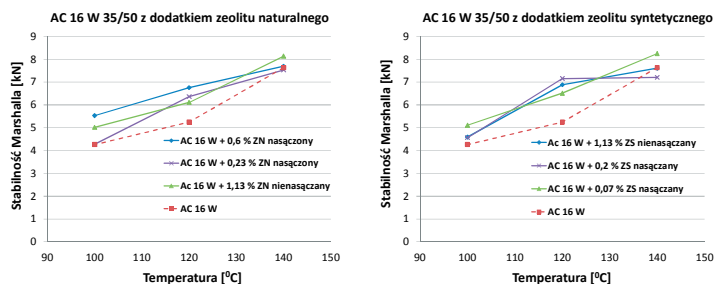 AC 16 W 35/50 z dodatkiem zeolitu naturalnego
Stabilność Marshalla [kN]
9
8
7
6
5
4
3
2
1
0
AC 16 W + 0,6 % ZN nasączony
AC 16 W + 0,23 % ZN nasączony
AC 16 W + 1,13 % ZN nienasączany
AC 16 W
90
100
110
120
130
140
150
Temperatura [⁰C]
AC 16 W 35/50 z dodatkiem zeolitu syntetycznego
Stabilność Marshalla [kN]
9
8
7
6
5
4
3
2
1
0
Ac 16 W + 1,13 % ZS nienasączany
AC 16 W + 0,2 % ZS nasączany
AC 16 W + 0,07 % ZS nasączany
AC 16 W
90
100
110
120
130
140
150
Temperatura [⁰C]